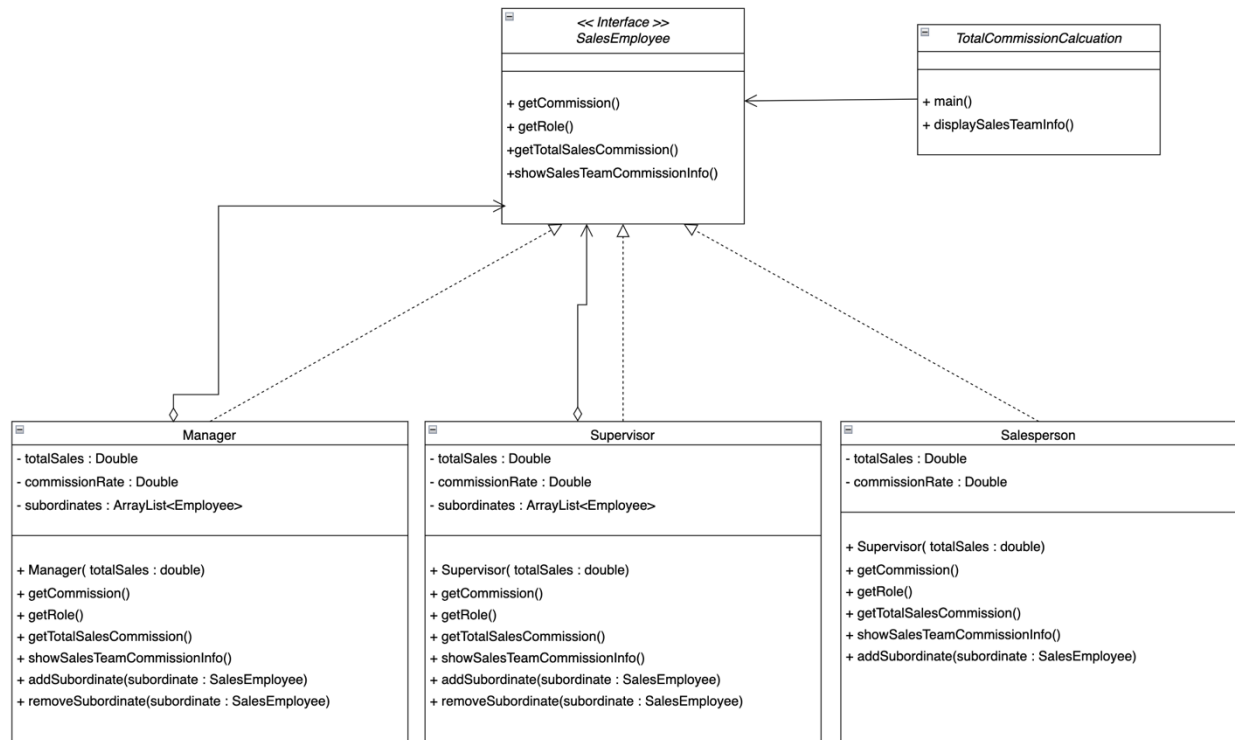 << Interface >>
SalesEmployee
+ getCommission()
+ getRole()
+getTotalSalesCommission()
+showSalesTeamCommissionInfo()
TotalCommissionCalcuation
+ main()
+ displaySalesTeamInfo()
Manager
- totalSales : Double
- commissionRate : Double
- subordinates : ArrayList<Employee>
+ Manager( totalSales : double)
+ getCommission()
+ getRole()
+ getTotalSalesCommission()
+ showSalesTeamCommissionInfo()
+ addSubordinate(subordinate : SalesEmployee)
+ removeSubordinate(subordinate : SalesEmployee)
Supervisor
- totalSales : Double
- commissionRate : Double
- subordinates : ArrayList<Employee>
+ Supervisor( totalSales : double)
+ getCommission()
+ getRole()
+ getTotalSalesCommission()
+ showSalesTeamCommissionInfo()
+ addSubordinate(subordinate : SalesEmployee)
+ removeSubordinate(subordinate : SalesEmployee)
Salesperson
- totalSales : Double
- commissionRate : Double
+ Supervisor( totalSales : double)
+ getCommission()
+ getRole()
+ getTotalSalesCommission()
+ showSalesTeamCommissionInfo()
+ addSubordinate(subordinate : SalesEmployee)